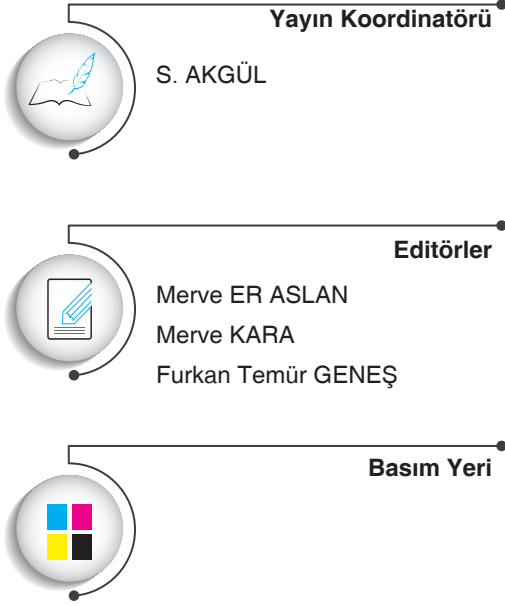 Yayın Koordinatörü
S. AKGÜL
Editörler
Merve ER ASLAN
Merve KARA
Furkan Temür GENEŞ
Basım Yeri